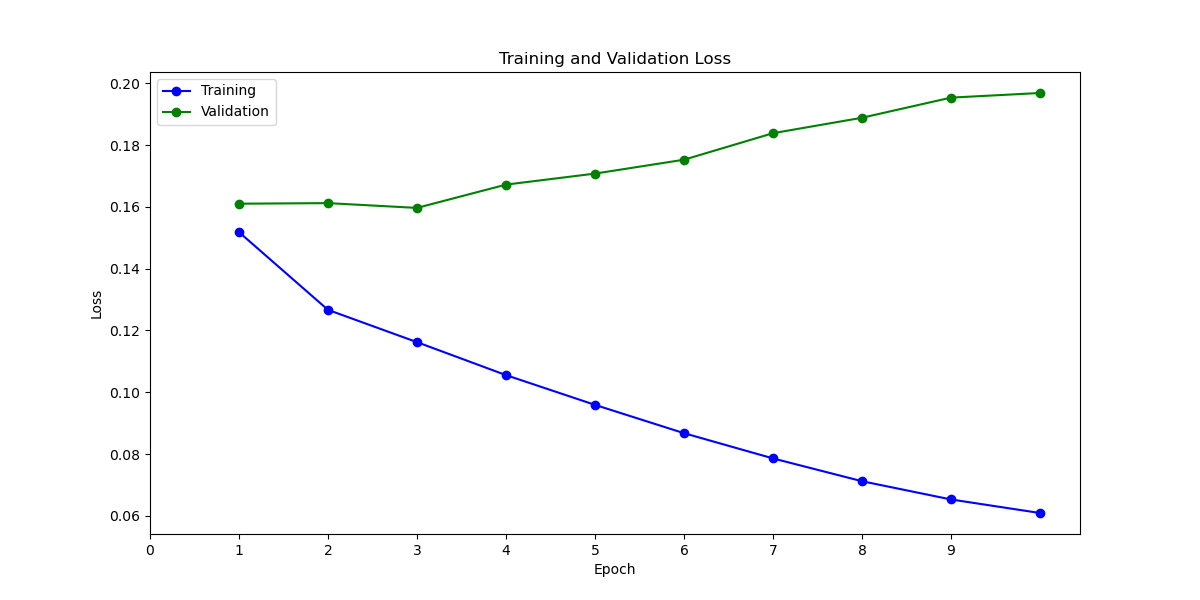 Training and Validation Loss
Training
Validation
0.20
0.18
0.16
0.14
0.12
0.10
0.08
0.06
Loss
0 1 2 3 4 5 6 7 8 9
Epoch